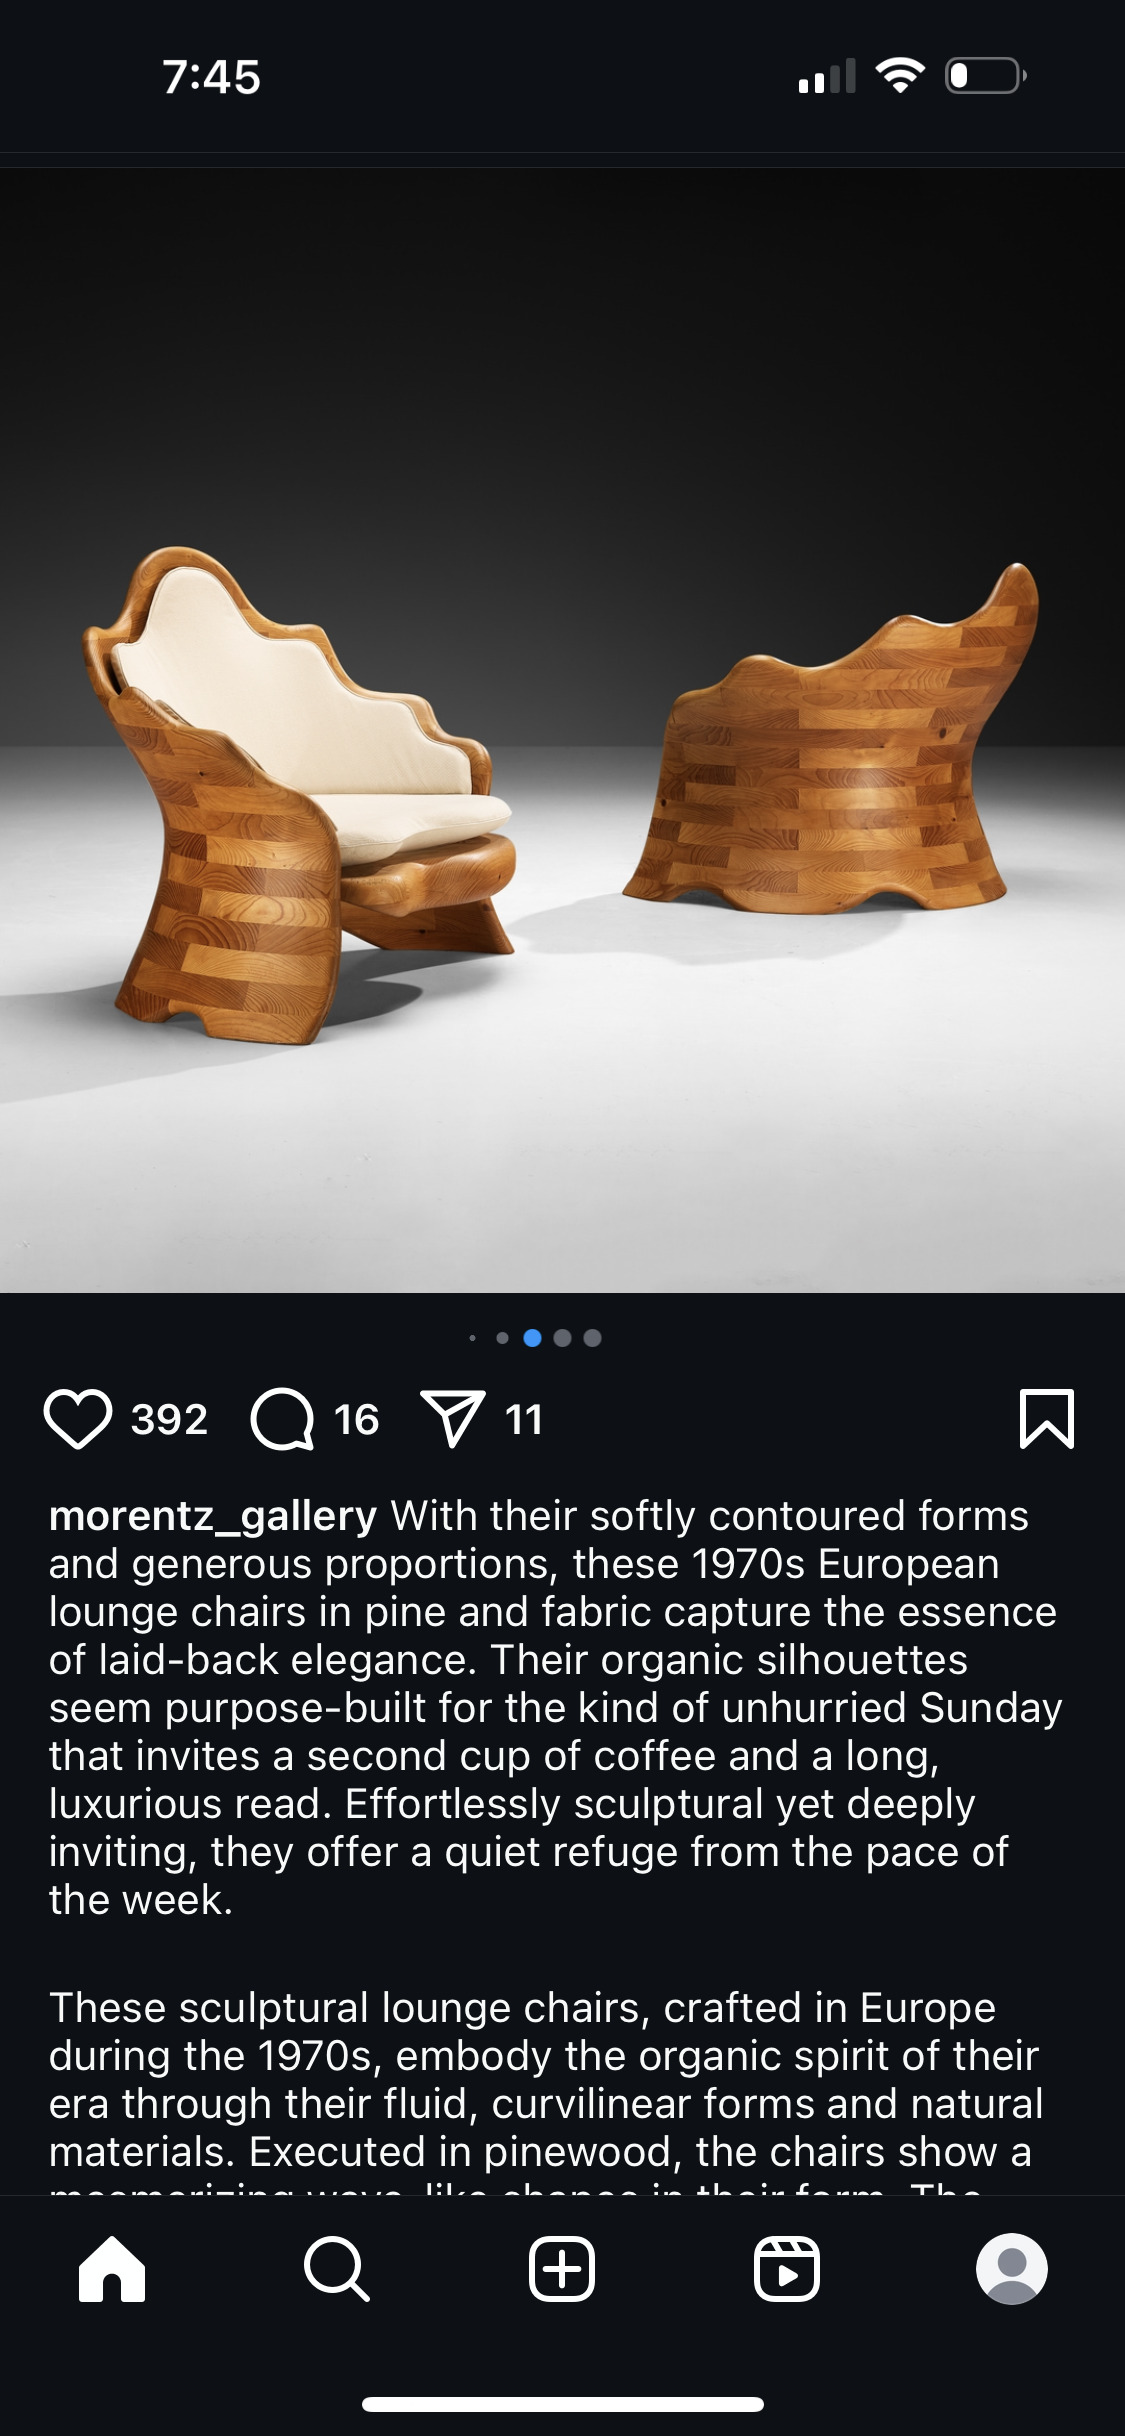 7:45
392 16 11
morentz_gallery With their softly contoured forms
and generous proportions, these 1970s European
lounge chairs in pine and fabric capture the essence
of laid-back elegance. Their organic silhouettes
seem purpose-built for the kind of unhurried Sunday
that invites a second cup of coffee and a long,
luxurious read. Effortlessly sculptural yet deeply
inviting, they offer a quiet refuge from the pace of
the week.
These sculptural lounge chairs, crafted in Europe
during the 1970s, embody the organic spirit of their
era through their fluid, curvilinear forms and natural
materials. Executed in pinewood, the chairs show a